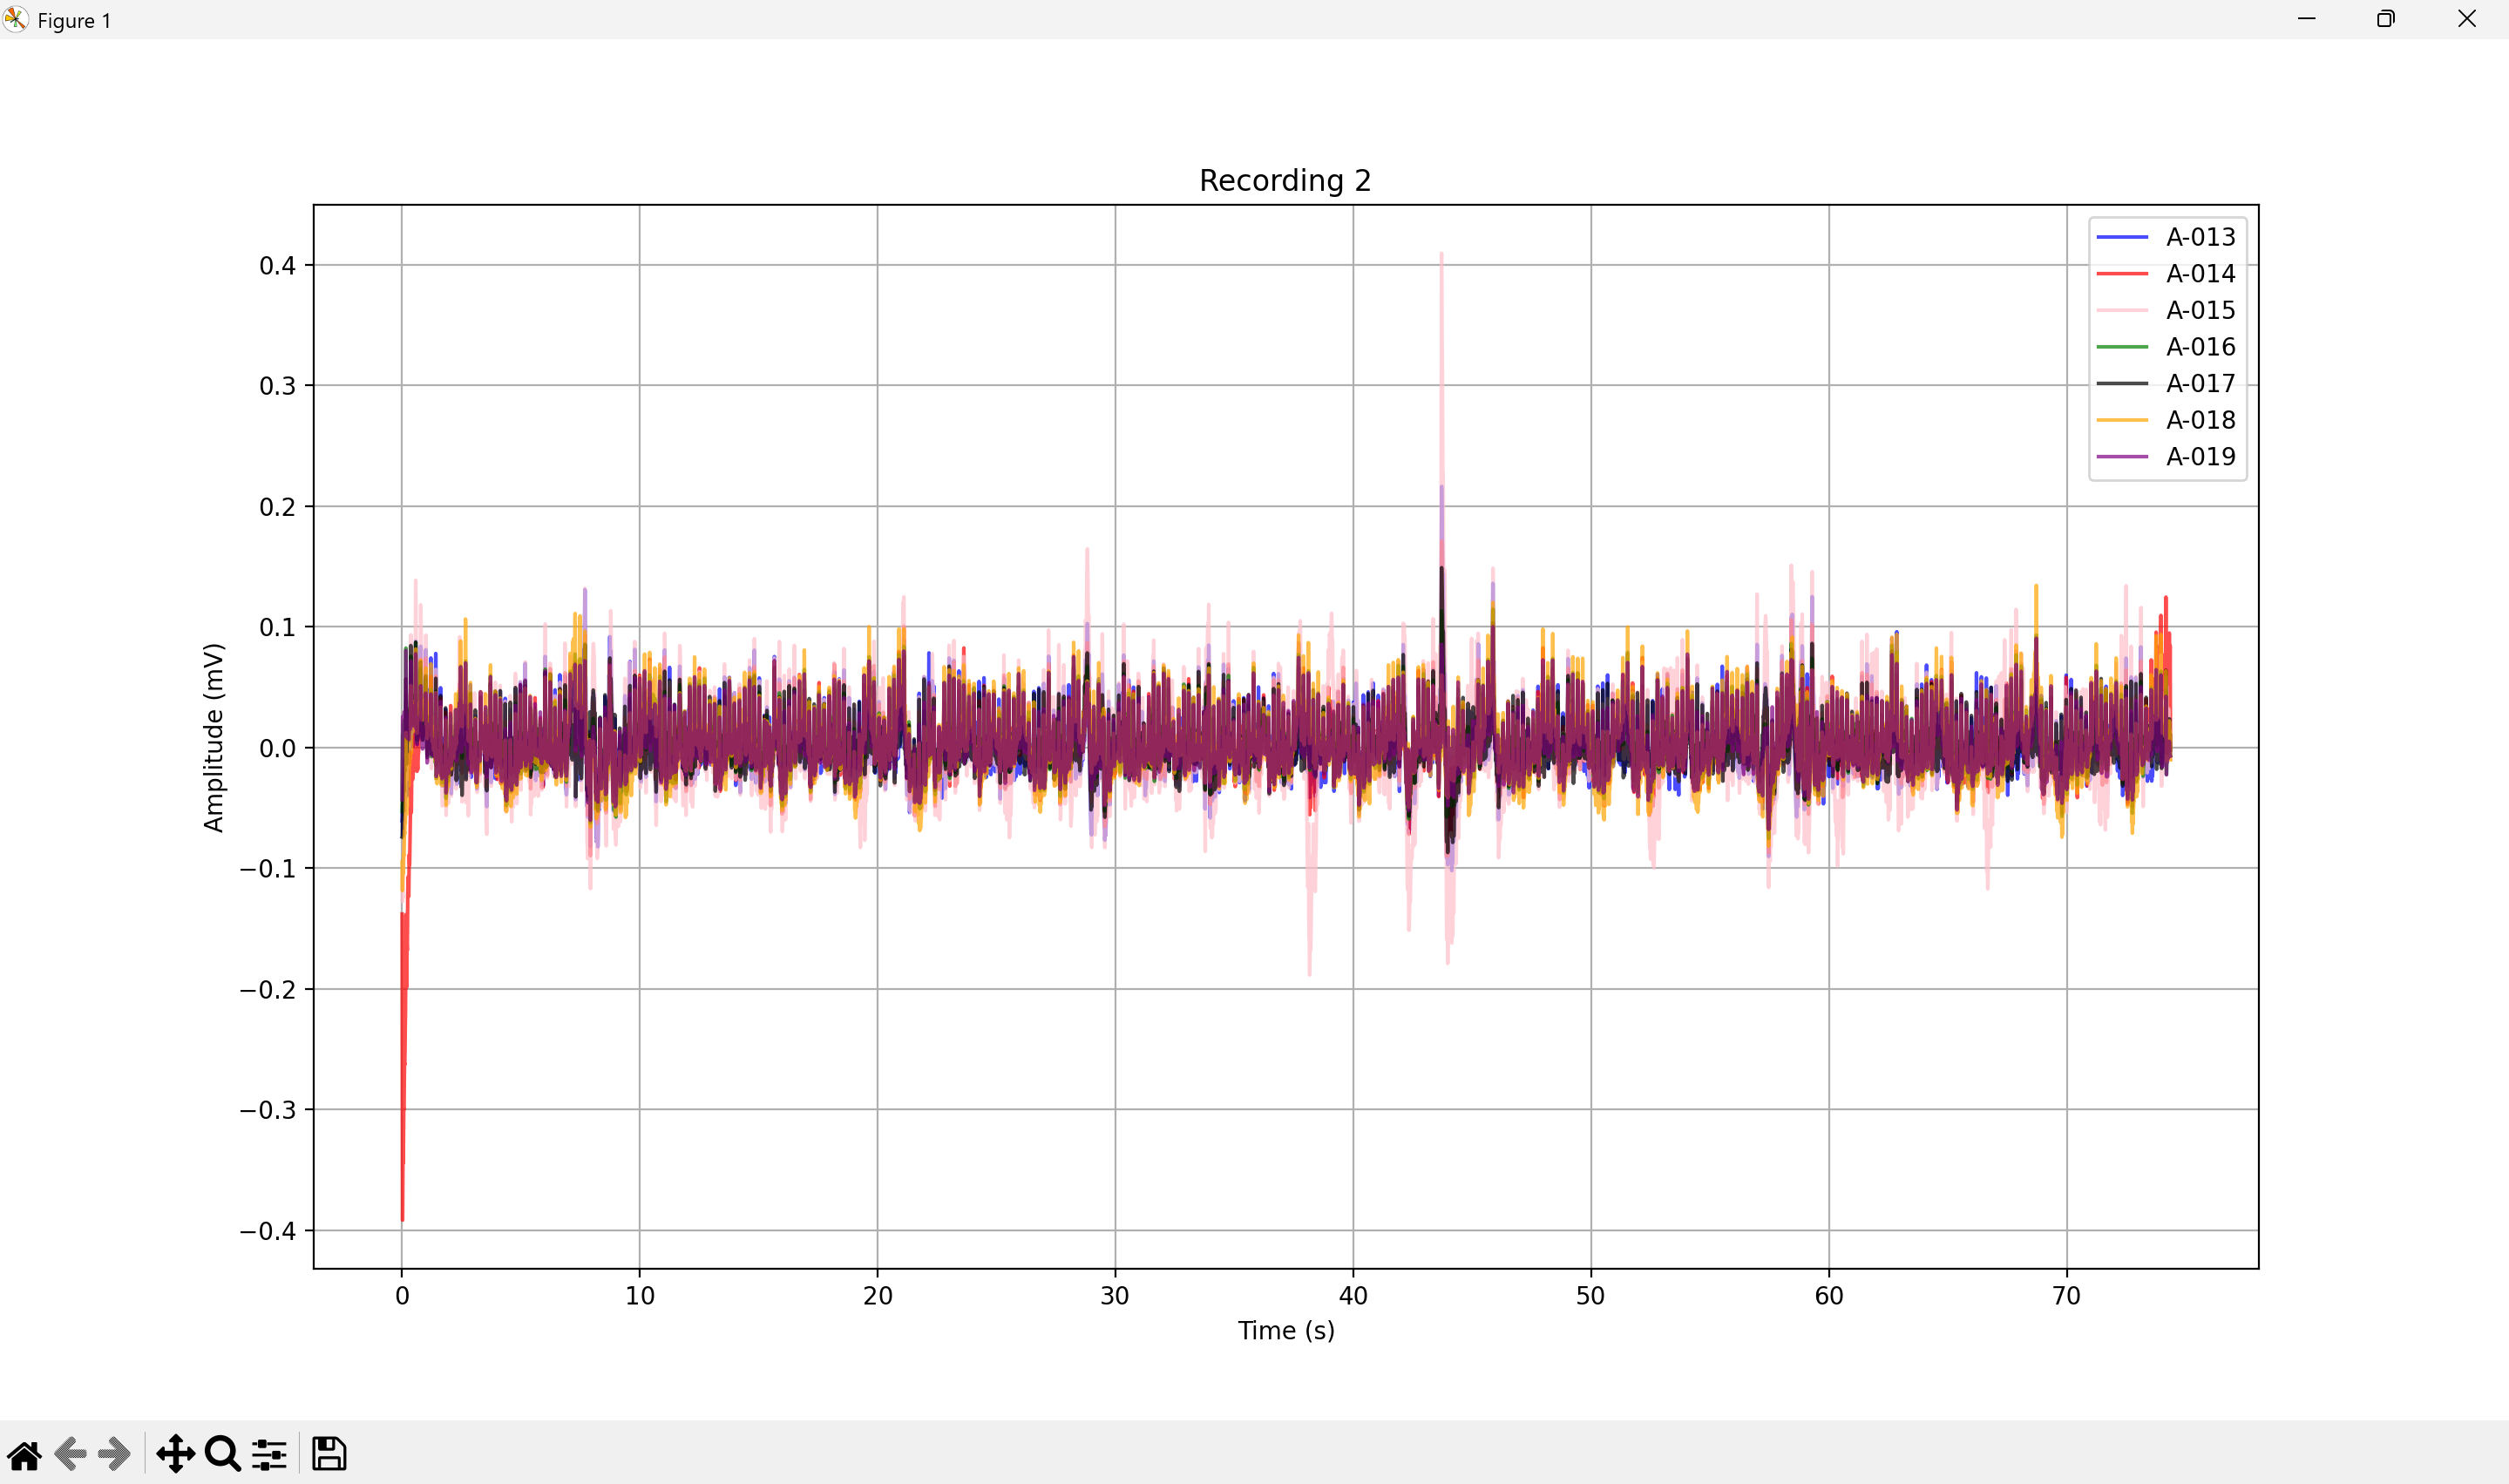 Figure 1
Recording 2
A-013
A-014
A-015
A-016
A-017
A-018
A-019
Amplitude (mV)
0.4
0.3
0.2
0.1
0.0
−0.1
−0.2
−0.3
−0.4
0 10 20 30 40 50 60 70
Time (s)